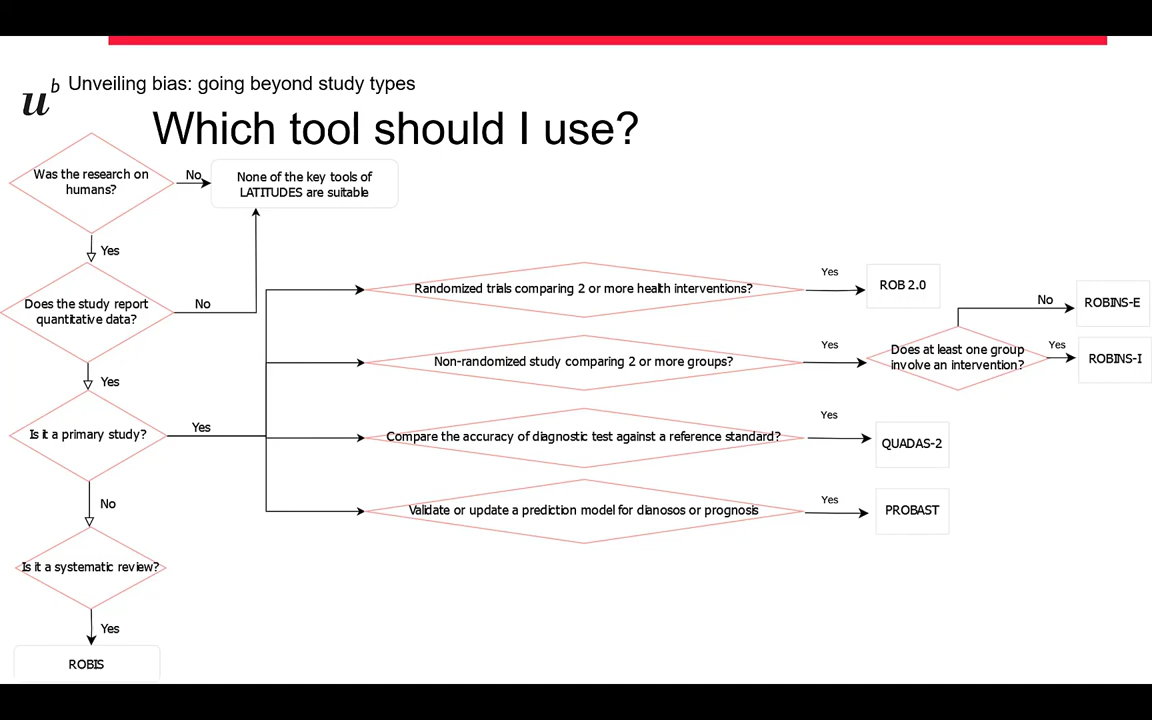 Unveiling bias: going beyond study types
u
b
Which tool should I use?
Was the research on
humans?
No
None of the key tools of
LATITUDES are suitable
Yes
Does the study report
quantitative data?
No
Yes
Is it a primary study?
Yes
No
Is it a systematic review?
Yes
ROBIS
Randomized trials comparing 2 or more health interventions?
Yes
ROB 2.0
Non-randomized study comparing 2 or more groups?
Yes
Does at least one group
involve an intervention?
No
ROBINS-E
Yes
ROBINS-I
Compare the accuracy of diagnostic test against a reference standard?
Yes
QUADAS-2
Validate or update a prediction model for dianosos or prognosis
Yes
PROBAST